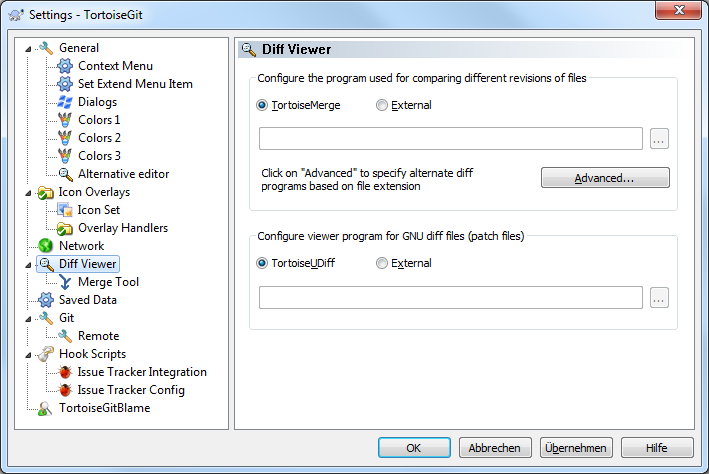 Settings - TortoiseGit
General
Context Menu
Set Extend Menu Item
Dialogs
Colors 1
Colors 2
Colors 3
Alternative editor
Icon Overlays
Icon Set
Overlay Handlers
Network
Diff Viewer
Merge Tool
Saved Data
Git
Remote
Hook Scripts
Issue Tracker Integration
Issue Tracker Config
TortoiseGitBlame
Diff Viewer
Configure the program used for comparing different revisions of files
TortoiseMerge External
...
Click on "Advanced" to specify alternate diff
programs based on file extension
Advanced...
Configure viewer program for GNU diff files (patch files)
TortoiseUDiff External
...
OK Abbrechen Übernehmen Hilfe